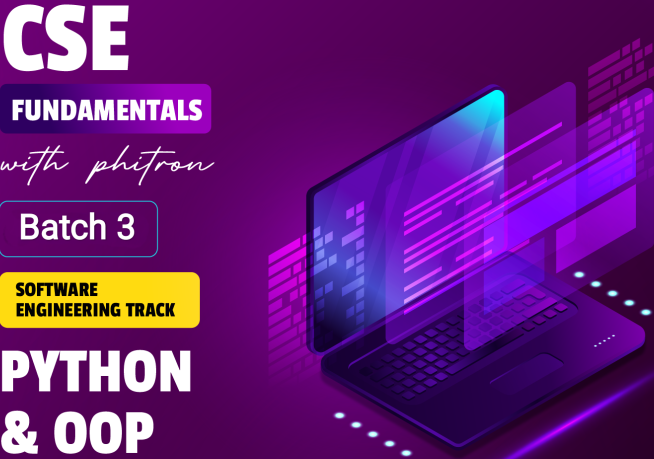 CSE
FUNDAMENTALS
with phitron
Batch 3
SOFTWARE
ENGINEERING TRACK
PYTHON
& OOP